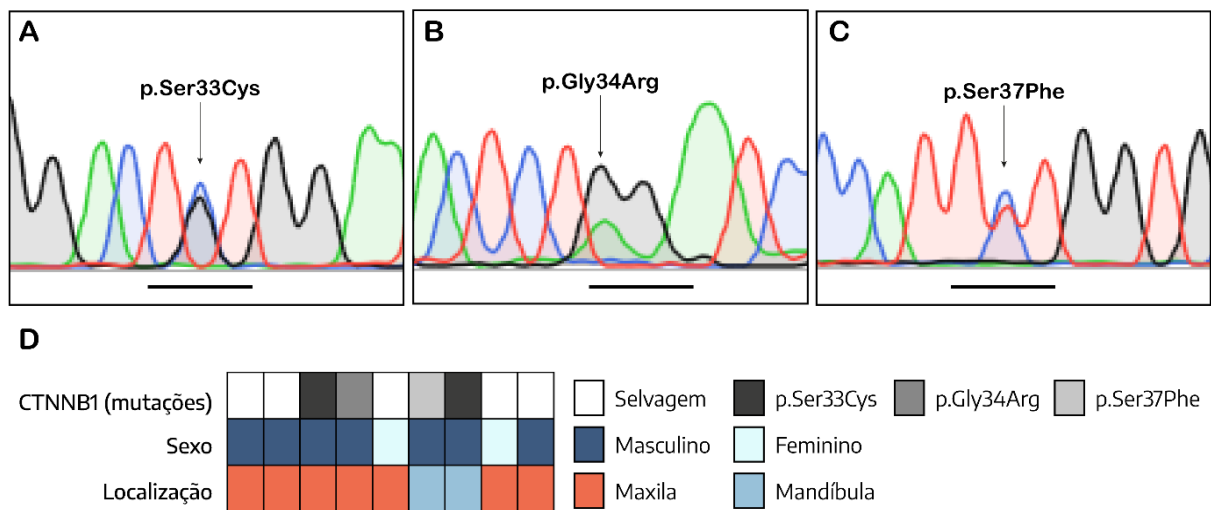 A
p.Ser33Cys
B
p.Gly34Arg
C
p.Ser37Phe
D
CTNNB1 (mutações)
Selvagem
p.Ser33Cys
p.Gly34Arg
p.Ser37Phe
Sexo
Masculino
Feminino
Localização
Maxila
Mandíbula